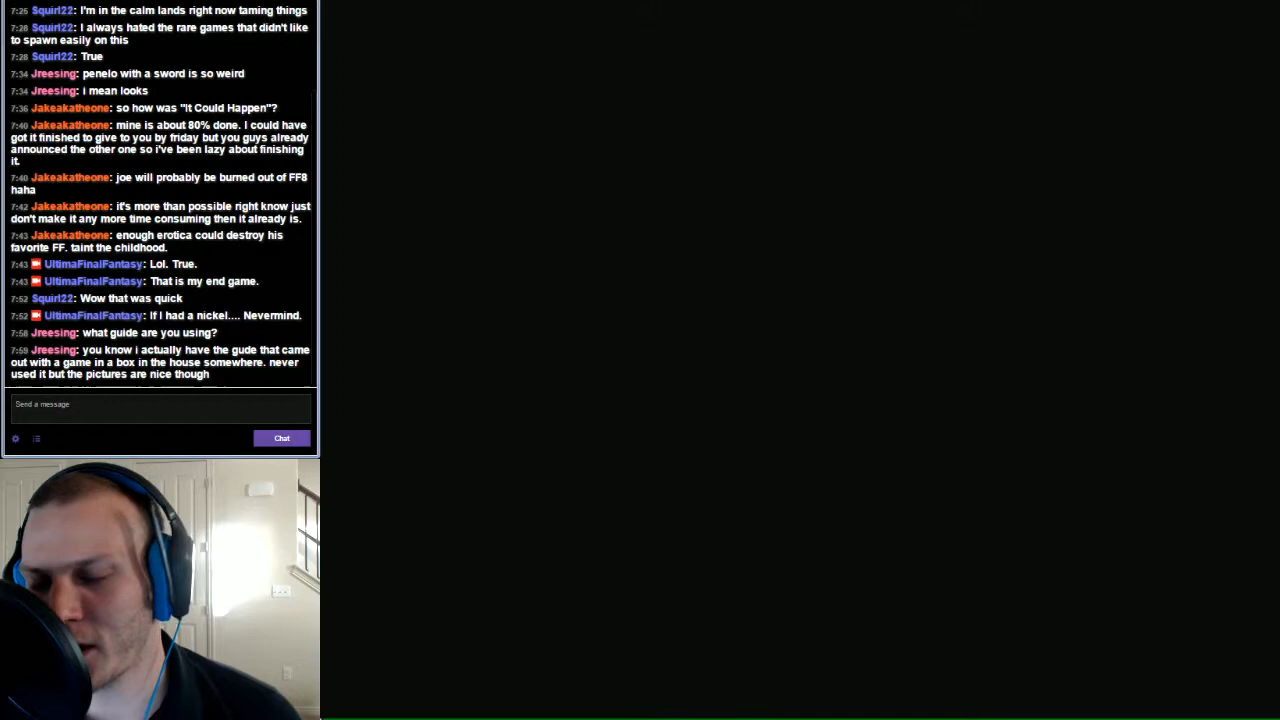 7:25 Squirl22: I'm in the calm lands right now taming things
7:28 Squirl22: I always hated the rare games that didn't like
to spawn easily on this
7:28 Squirl22: True
7:34 Jreesing: penelo with a sword is so weird
7:34 Jreesing: i mean looks
7:36 Jakeakatheone: so how was "It Could Happen"?
7:40 Jakeakatheone: mine is about 80% done. I could have
got it finished to give to you by friday but you guys already
announced the other one so i've been lazy about finishing
it.
7:40 Jakeakatheone: joe will probably be burned out of FF8
haha
7:42 Jakeakatheone: it's more than possible right know just
don't make it any more time consuming then it already is.
7:43 Jakeakatheone: enough erotica could destroy his
favorite FF. taint the childhood.
7:43 UltimaFinalFantasy: Lol. True.
7:43 UltimaFinalFantasy: That is my end game.
7:52 Squirl22: Wow that was quick
7:52 UltimaFinalFantasy: If I had a nickel.... Nevermind.
7:58 Jreesing: what guide are you using?
7:59 Jreesing: you know i actually have the gude that came
out with a game in a box in the house somewhere. never
used it but the pictures are nice though
Send a message
Chat